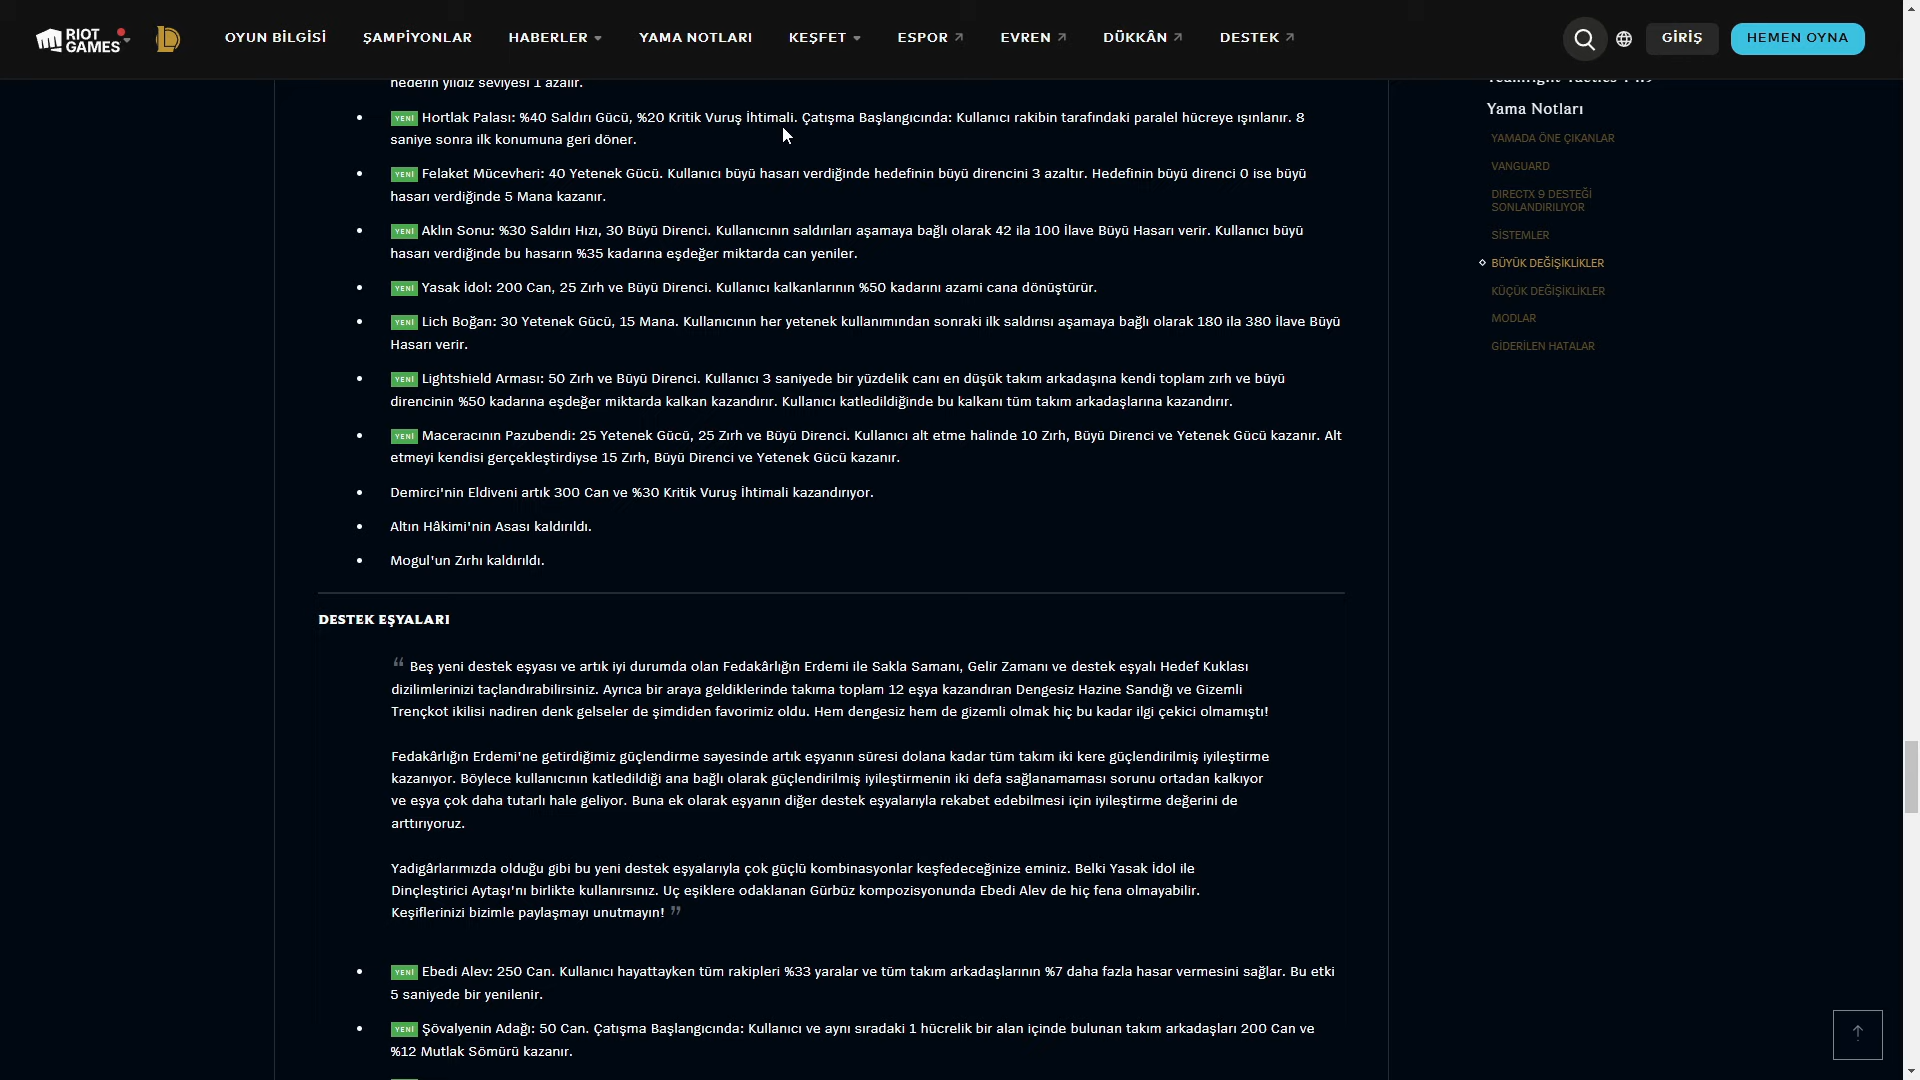 RIOT GAMES
OYUN BİLGİSİ
ŞAMPİYONLAR
HABERLER
YAMA NOTLARI
KEŞFET
ESPOR
EVREN
DÜKKÂN
DESTEK
GİRİŞ
HEMEN OYNA
hedefin yıldız seviyesi 1 azalır.
YENİ Hortlak Palası: %40 Saldırı Gücü, %20 Kritik Vuruş İhtimali. Çatışma Başlangıcında: Kullanıcı rakibin tarafındaki paralel hücreye ışınlanır. 8
saniye sonra ilk konumuna geri döner.
YENİ Felaket Mücevheri: 40 Yetenek Gücü. Kullanıcı büyü hasarı verdiğinde hedefinin büyü direncini 3 azaltır. Hedefinin büyü direnci 0 ise büyü
hasarı verdiğinde 5 Mana kazanır.
YENİ Aklın Sonu: %30 Saldırı Hızı, 30 Büyü Direnci. Kullanıcının saldırıları aşamaya bağlı olarak 42 ila 100 İlave Büyü Hasarı verir. Kullanıcı büyü
hasarı verdiğinde bu hasarın %35 kadarına eşdeğer miktarda can yeniler.
YENİ Yasak İdol: 200 Can, 25 Zırh ve Büyü Direnci. Kullanıcı kalkanlarının %50 kadarını azami cana dönüştürür.
YENİ Lich Boğan: 30 Yetenek Gücü, 15 Mana. Kullanıcının her yetenek kullanımından sonraki ilk saldırısı aşamaya bağlı olarak 180 ila 380 İlave Büyü
Hasarı verir.
YENİ Lightshield Arması: 50 Zırh ve Büyü Direnci. Kullanıcı 3 saniyede bir yüzdelik canı en düşük takım arkadaşına kendi toplam zırh ve büyü
direncinin %50 kadarına eşdeğer miktarda kalkan kazandırır. Kullanıcı katledildiğinde bu kalkanı tüm takım arkadaşlarına kazandırır.
YENİ Maceracının Pazubendi: 25 Yetenek Gücü, 25 Zırh ve Büyü Direnci. Kullanıcı alt etme halinde 10 Zırh, Büyü Direnci ve Yetenek Gücü kazanır. Alt
etmeyi kendisi gerçekleştirdiyse 15 Zırh, Büyü Direnci ve Yetenek Gücü kazanır.
Demirci'nin Eldiveni artık 300 Can ve %30 Kritik Vuruş İhtimali kazandırıyor.
Altın Hâkimi'nin Asası kaldırıldı.
Mogul'un Zırhı kaldırıldı.
DESTEK EŞYALARI
“ Beş yeni destek eşyası ve artık iyi durumda olan Fedakârlığın Erdemi ile Sakla Samanı, Gelir Zamanı ve destek eşyalı Hedef Kuklası
dizilimlerinizi taçlandırabilirsiniz. Ayrıca bir araya geldiklerinde takıma toplam 12 eşya kazandıran Dengesiz Hazine Sandığı ve Gizemli
Trençkot ikilisi nadiren denk gelseler de şimdiden favorimiz oldu. Hem dengesiz hem de gizemli olmak hiç bu kadar ilgi çekici olmamıştı!
Fedakârlığın Erdemi'ne getirdiğimiz güçlendirme sayesinde artık eşyanın süresi dolana kadar tüm takım iki kere güçlendirilmiş iyileştirme
kazanıyor. Böylece kullanıcının katledildiği ana bağlı olarak güçlendirilmiş iyileştirmenin iki defa sağlanamaması sorunu ortadan kalkıyor
ve eşya çok daha tutarlı hale geliyor. Buna ek olarak eşyanın diğer destek eşyalarıyla rekabet edebilmesi için iyileştirme değerini de
arttırıyoruz.
Yadigârlarımızda olduğu gibi bu yeni destek eşyalarıyla çok güçlü kombinasyonlar keşfedeceğinize eminiz. Belki Yasak İdol ile
Dinçleştirici Aytaşı'nı birlikte kullanırsınız. Uç eşiklere odaklanan Gürbüz kompozisyonunda Ebedi Alev de hiç fena olmayabilir.
Keşiflerinizi bizimle paylaşmayı unutmayın! ”
YENİ Ebedi Alev: 250 Can. Kullanıcı hayattayken tüm rakipleri %33 yaralar ve tüm takım arkadaşlarının %7 daha fazla hasar vermesini sağlar. Bu etki
5 saniyede bir yenilenir.
YENİ Şövalyenin Adağı: 50 Can. Çatışma Başlangıcında: Kullanıcı ve aynı sıradaki 1 hücrelik bir alan içinde bulunan takım arkadaşları 200 Can ve
%12 Mutlak Sömürü kazanır.
Yama Notları
YAMADA ÖNE ÇIKANLAR
VANGUARD
DIRECTX 9 DESTEĞİ
SONLANDIRILIYOR
SİSTEMLER
BÜYÜK DEĞİŞİKLİKLER
KÜÇÜK DEĞİŞİKLİKLER
MODLAR
GİDERİLEN HATALAR